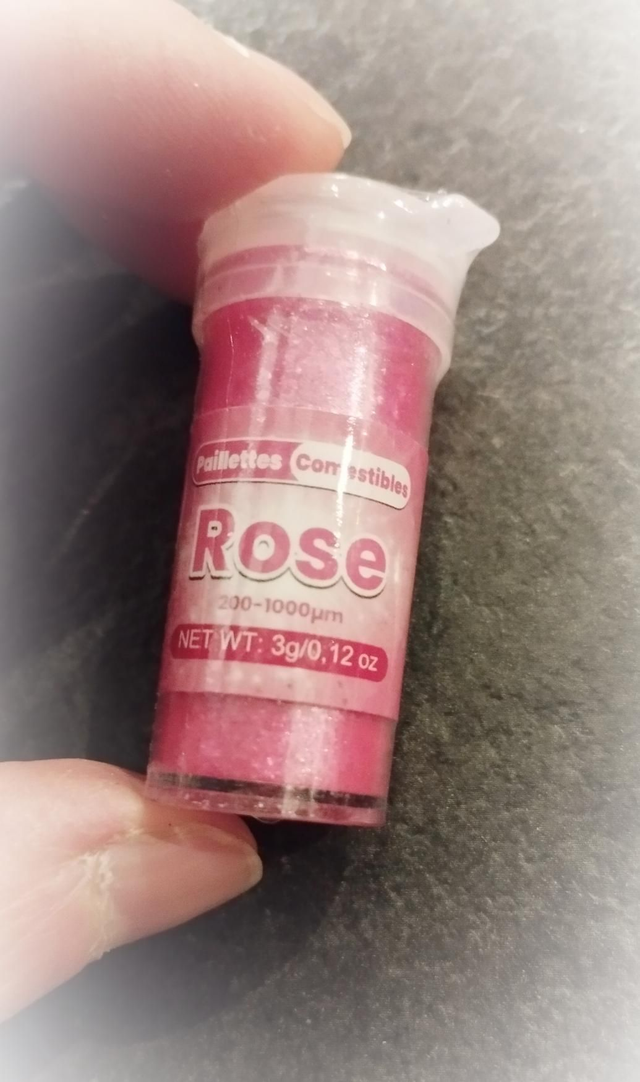 Paillettes Comestibles
Rose
200-1000µm
NET WT: 3g/0,12 oz